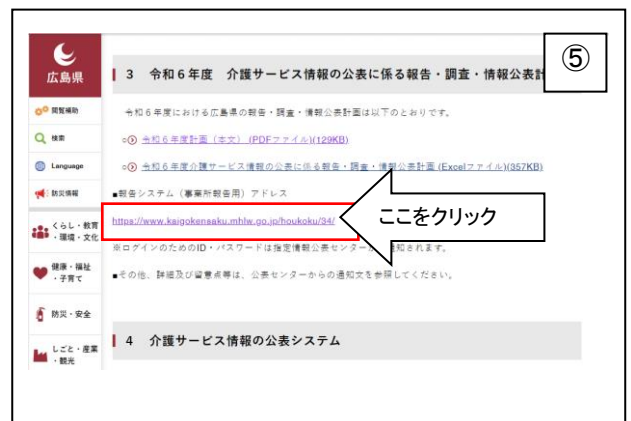 ⑤
広島県
閲覧補助
検索
Language
防災情報
くらし・教育
・環境・文化
健康・福祉
・子育て
防災・安全
しごと・産業
・観光
3 令和6年度 介護サービス情報の公表に係る報告・調査・情報公表計
令和6年度における広島県の報告・調査・情報公表計画は以下のとおりです。
○令和6年度計画（本文） (PDFファイル)(129KB)
○令和6年度介護サービス情報の公表に係る報告・調査・情報公表計画 (Excelファイル)(357KB)
■報告システム（事業所報告用）アドレス
https://www.kaigokensaku.mhlw.go.jp/houkoku/34/
ここをクリック
※ログインのためのID・パスワードは指定情報公表センターか 通知されます。
■その他、詳細及び留意点等は、公表センターからの通知文を参照してください。
4 介護サービス情報の公表システム